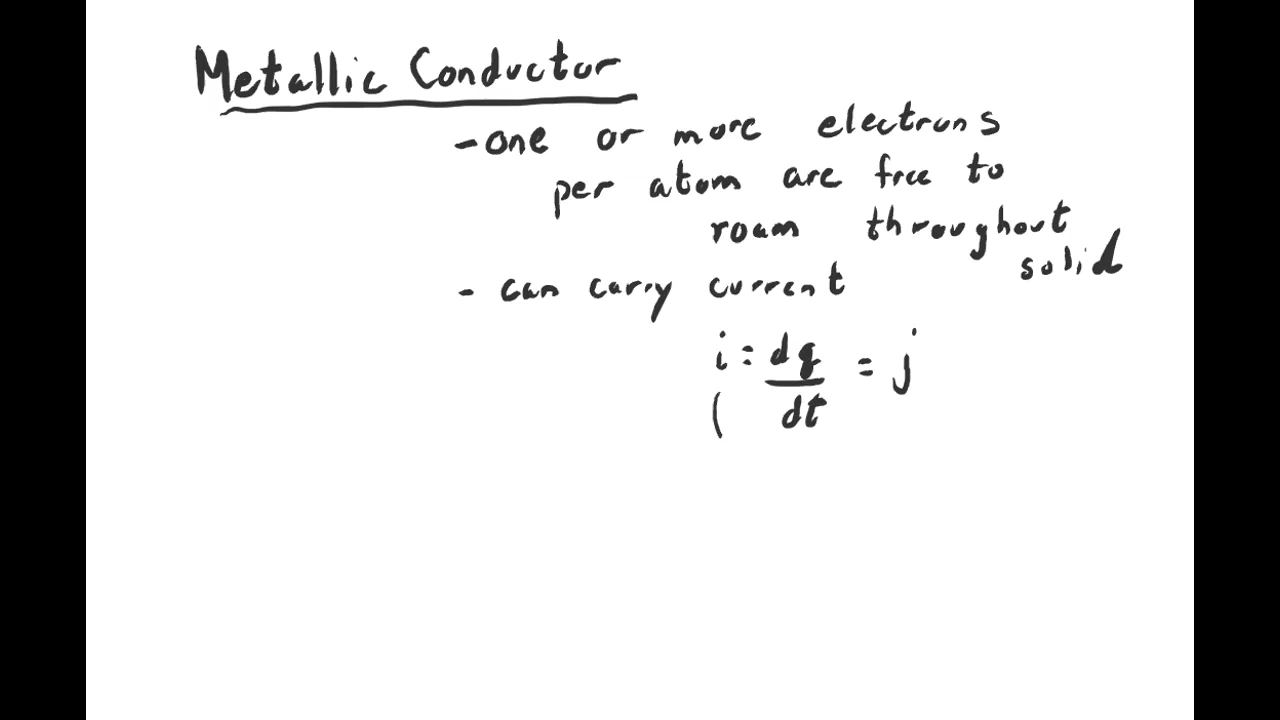 Metallic Conductor
- one or more electrons
per atom are free to
roam throughout
solid
- can carry current
i = dq/dt = j
(